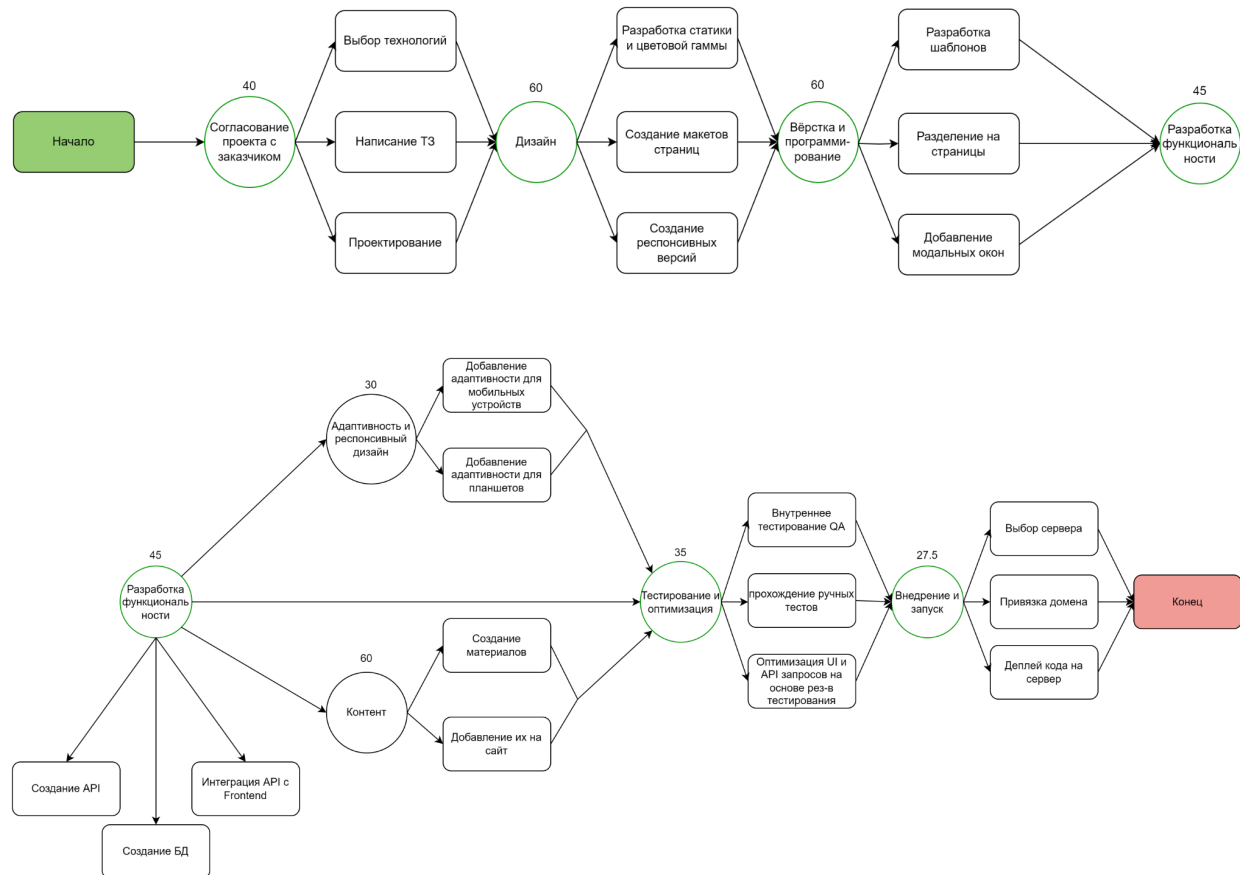 Начало
40
Согласование
проекта с
заказчиком
Выбор технологий
Написание ТЗ
Проектирование
60
Дизайн
Разработка статики
и цветовой гаммы
Создание макетов
страниц
Создание
респонсивных
версий
60
Вёрстка и
программи-
рование
Разработка
шаблонов
Разделение на
страницы
Добавление
модальных окон
45
Разработка
функциональ
ности
45
Разработка
функциональ
ности
Создание API
Создание БД
Интеграция API с
Frontend
30
Адаптивность и
респонсивный
дизайн
Добавление
адаптивности для
мобильных
устройств
Добавление
адаптивности для
планшетов
60
Контент
Создание
материалов
Добавление их на
сайт
35
Тестирование и
оптимизация
Внутреннее
тестирование QA
прохождение ручных
тестов
Оптимизация UI и
API запросов на
основе рез-в
тестирования
27.5
Внедрение и
запуск
Выбор сервера
Привязка домена
Деплей кода на
сервер
Конец